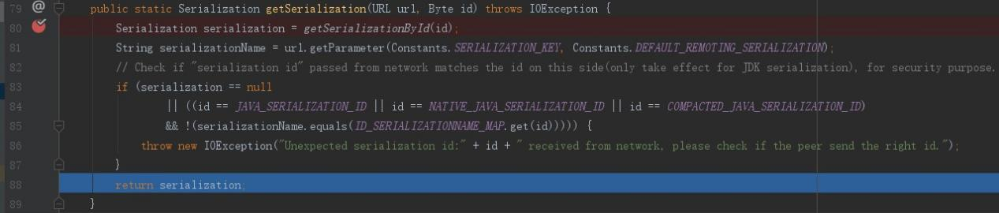 79 @ public static Serialization getSerialization(URL url, Byte id) throws IOException {
80 Serialization serialization = getSerializationById(id);
81 String serializationName = url.getParameter(Constants.SERIALIZATION_KEY, Constants.DEFAULT_REMOTING_SERIALIZATION);
82 // Check if "serialization id" passed from network matches the id on this side(only take effect for JDK serialization), for security purpose.
83 if (serialization == null
84 || ((id == JAVA_SERIALIZATION_ID || id == NATIVE_JAVA_SERIALIZATION_ID || id == COMPACTED_JAVA_SERIALIZATION_ID)
85 && !(serializationName.equals(ID_SERIALIZATIONNAME_MAP.get(id))))) {
86 throw new IOException("Unexpected serialization id:" + id + " received from network, please check if the peer send the right id.");
87 }
88 return serialization;
89 }